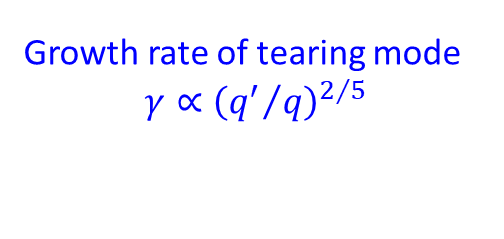 Growth rate of tearing mode
γ ∝ (q′/q)^{2/5}